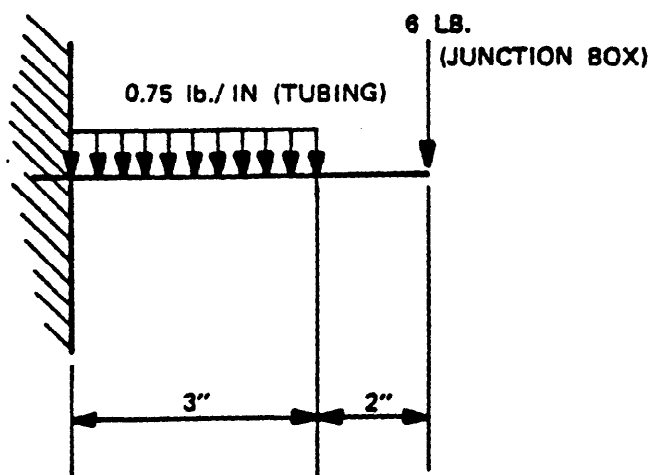 6 LB.
(JUNCTION BOX)
0.75 lb./ IN (TUBING)
3"
2"